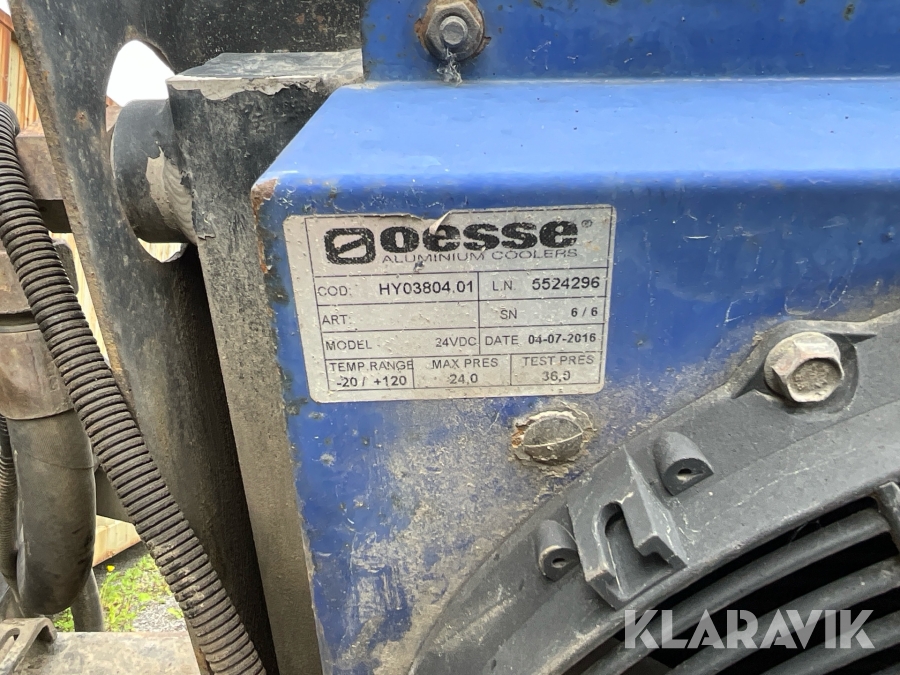 oesse®
ALUMINIUM COOLERS
COD: HY03804.01 L.N. 5524296
ART. SN 6 / 6
MODEL 24VDC DATE 04-07-2016
TEMP.RANGE MAX PRES TEST PRES
-20 / +120 24,0 36,0
KLARAVIK